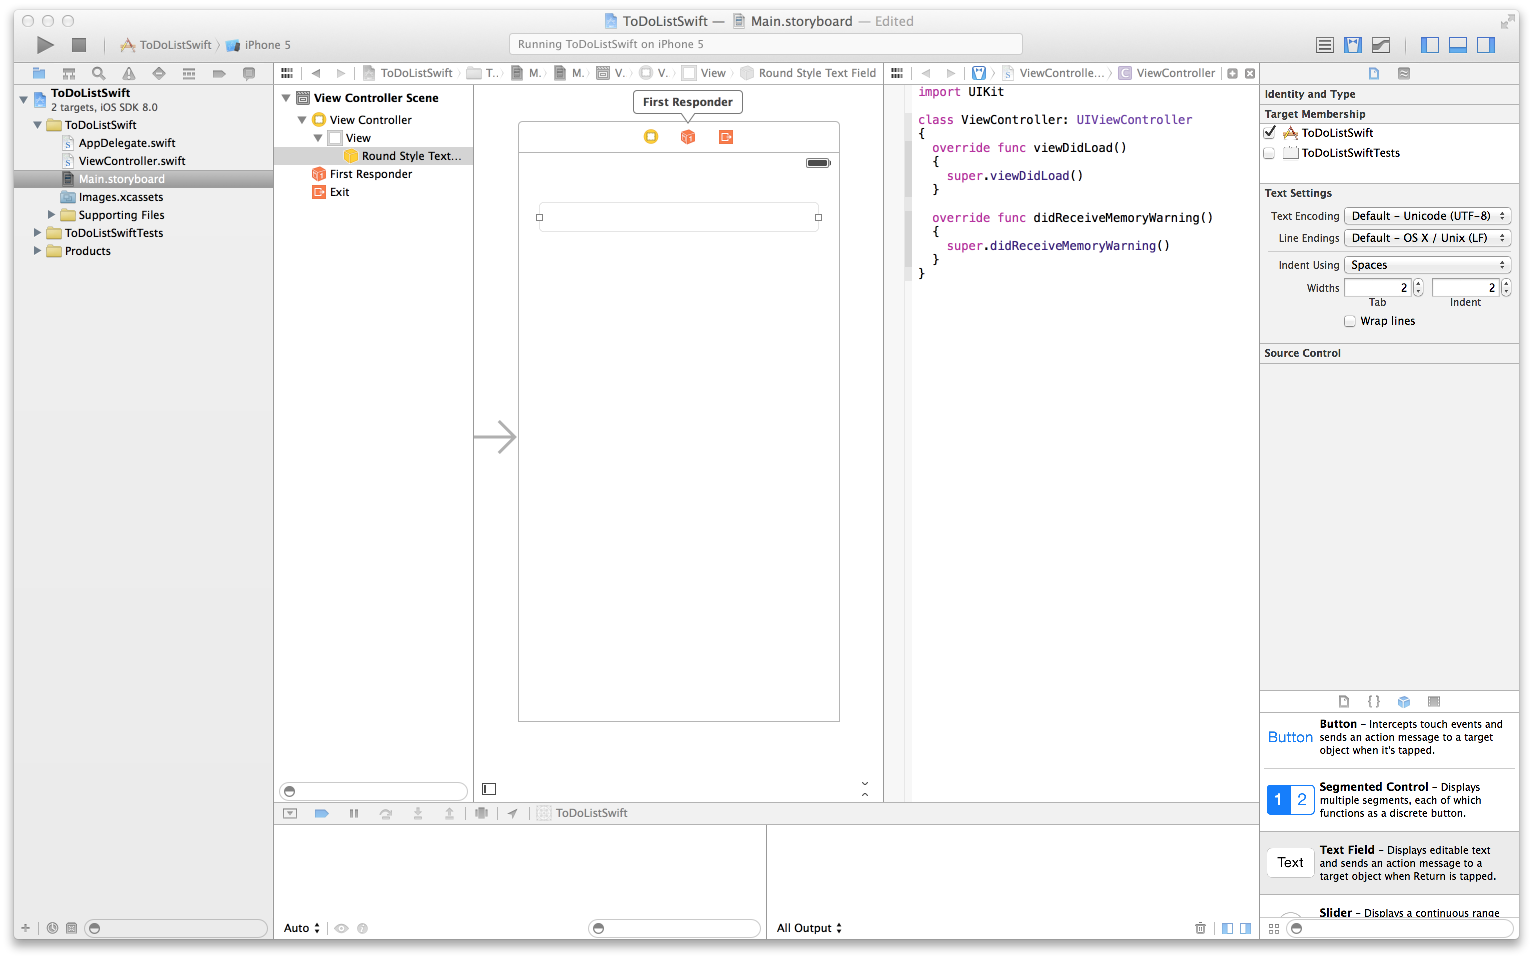 ToDoListSwift — Main.storyboard — Edited
ToDoListSwift iPhone 5
Running ToDoListSwift on iPhone 5
ToDoListSwift T... M. M. V. V. View Round Style Text Field
ViewControlle... ViewController
ToDoListSwift
2 targets, iOS SDK 8.0
ToDoListSwift
AppDelegate.swift
ViewController.swift
Main.storyboard
Images.xcassets
Supporting Files
ToDoListSwiftTests
Products
View Controller Scene
View Controller
View
Round Style Text...
First Responder
Exit
First Responder
import UIKit
class ViewController: UIViewController
{
override func viewDidLoad()
{
super.viewDidLoad()
}
override func didReceiveMemoryWarning()
{
super.didReceiveMemoryWarning()
}
}
Identity and Type
Target Membership
ToDoListSwift
ToDoListSwiftTests
Text Settings
Text Encoding Default - Unicode (UTF-8)
Line Endings Default - OS X / Unix (LF)
Indent Using Spaces
Widths 2 2
Tab Indent
Wrap lines
Source Control
{ }
Button
Button - Intercepts touch events and
sends an action message to a target
object when it's tapped.
1 2
Segmented Control - Displays
multiple segments, each of which
functions as a discrete button.
Text
Text Field - Displays editable text
and sends an action message to a
target object when Return is tapped.
Slider - Displays a continuous range
ToDoListSwift
Auto
All Output